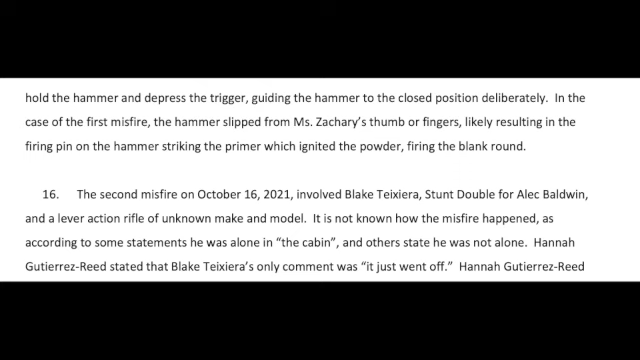 hold the hammer and depress the trigger, guiding the hammer to the closed position deliberately.  In the
case of the first misfire, the hammer slipped from Ms. Zachary’s thumb or fingers, likely resulting in the
firing pin on the hammer striking the primer which ignited the powder, firing the blank round.
16.    The second misfire on October 16, 2021, involved Blake Teixiera, Stunt Double for Alec Baldwin,
and a lever action rifle of unknown make and model.  It is not known how the misfire happened, as
according to some statements he was alone in “the cabin”, and others state he was not alone.  Hannah
Gutierrez-Reed stated that Blake Teixiera’s only comment was “it just went off.”  Hannah Gutierrez-Reed